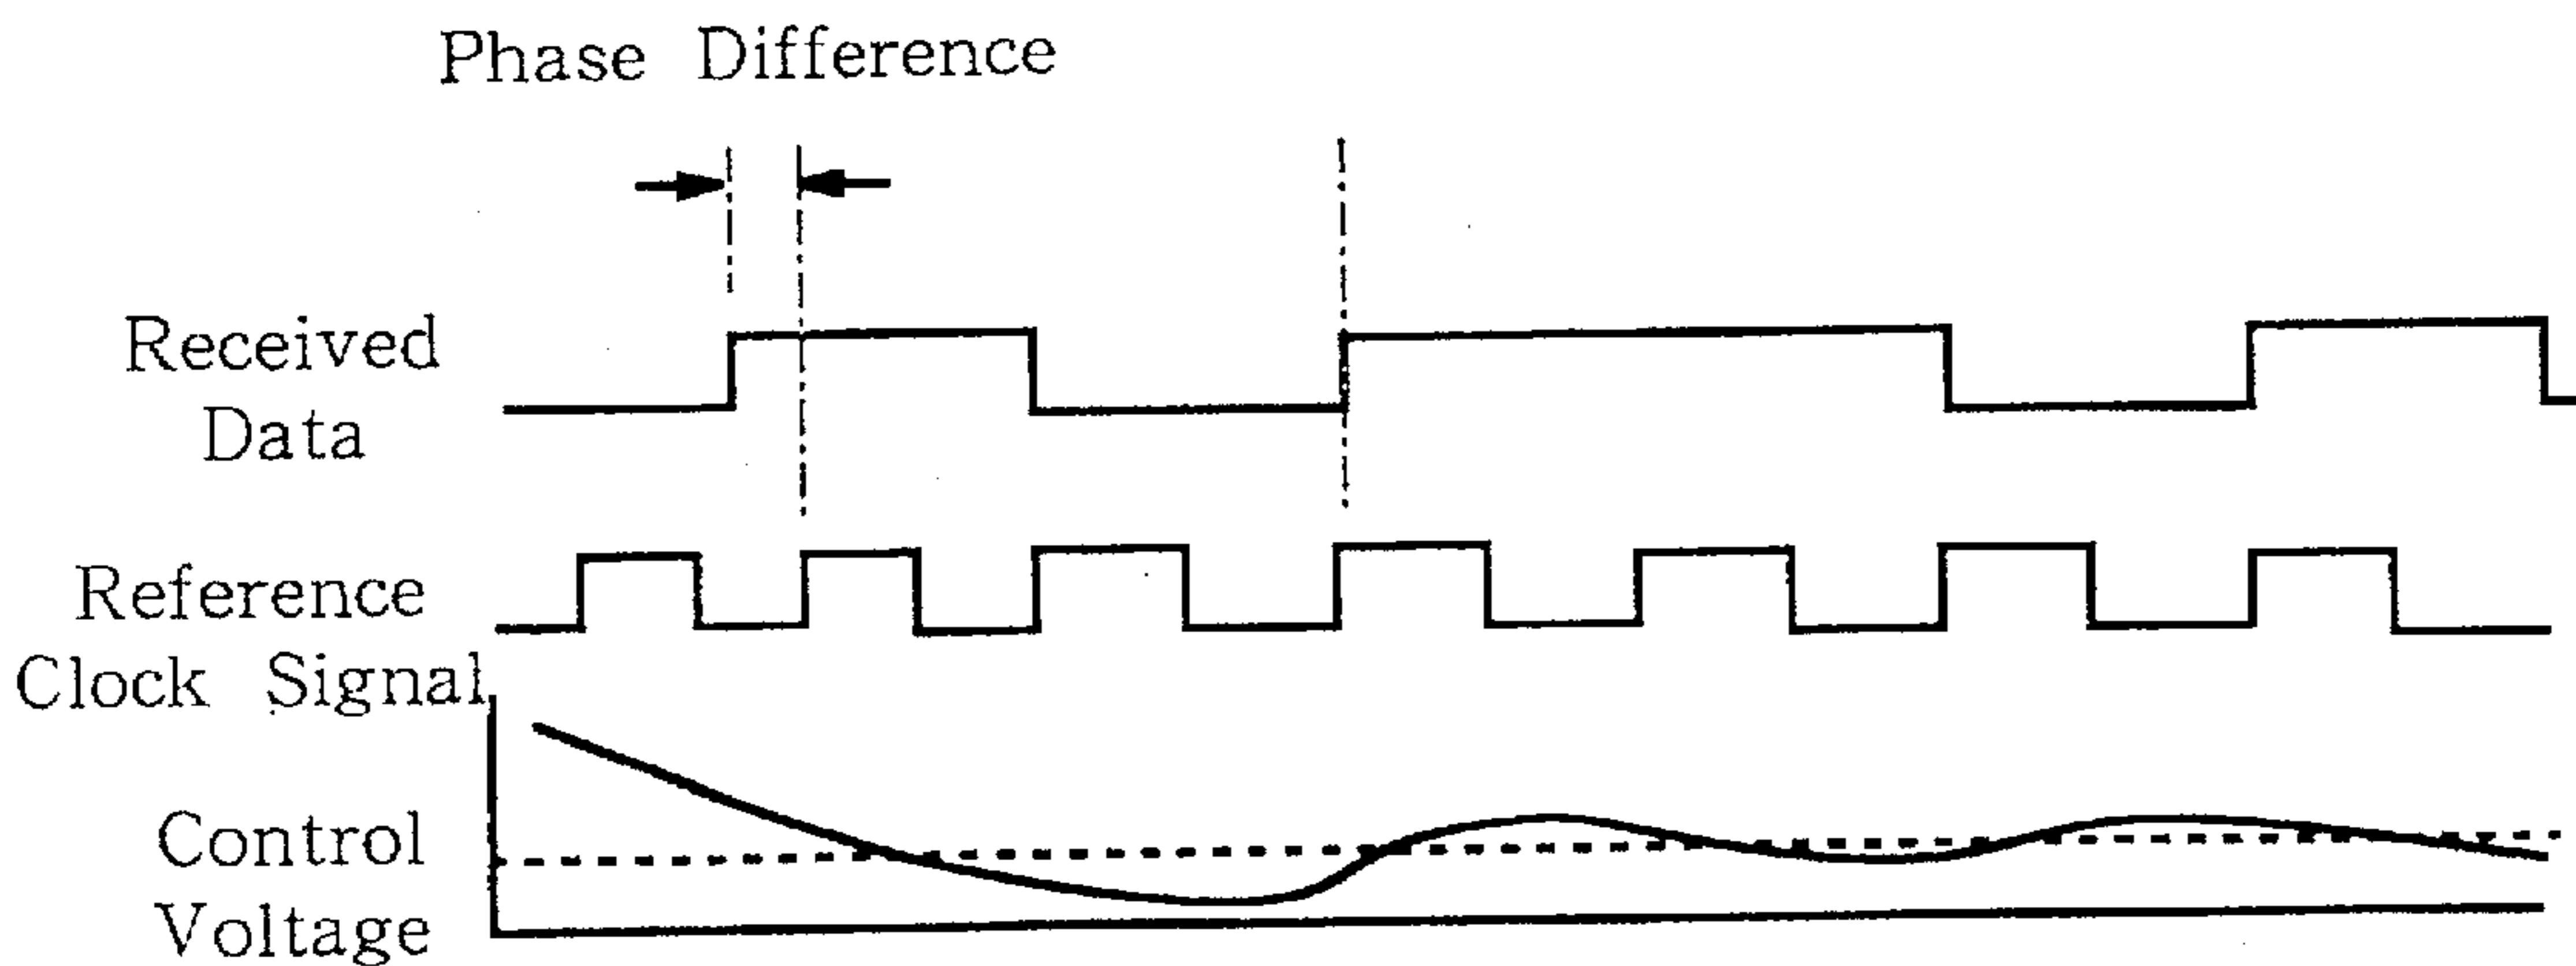 Phase Difference
Received
Data
Reference
Clock Signal
Control
Voltage